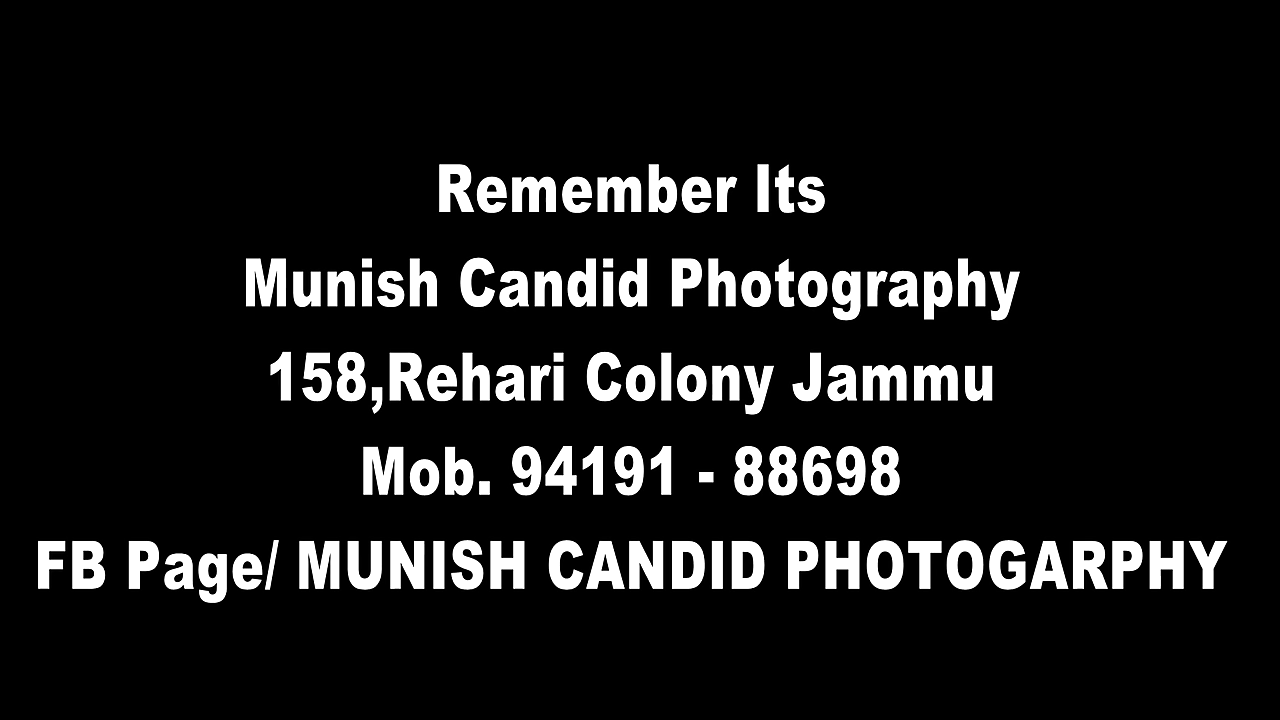 Remember Its
Munish Candid Photography
158,Rehari Colony Jammu
Mob. 94191 - 88698
FB Page/ MUNISH CANDID PHOTOGARPHY